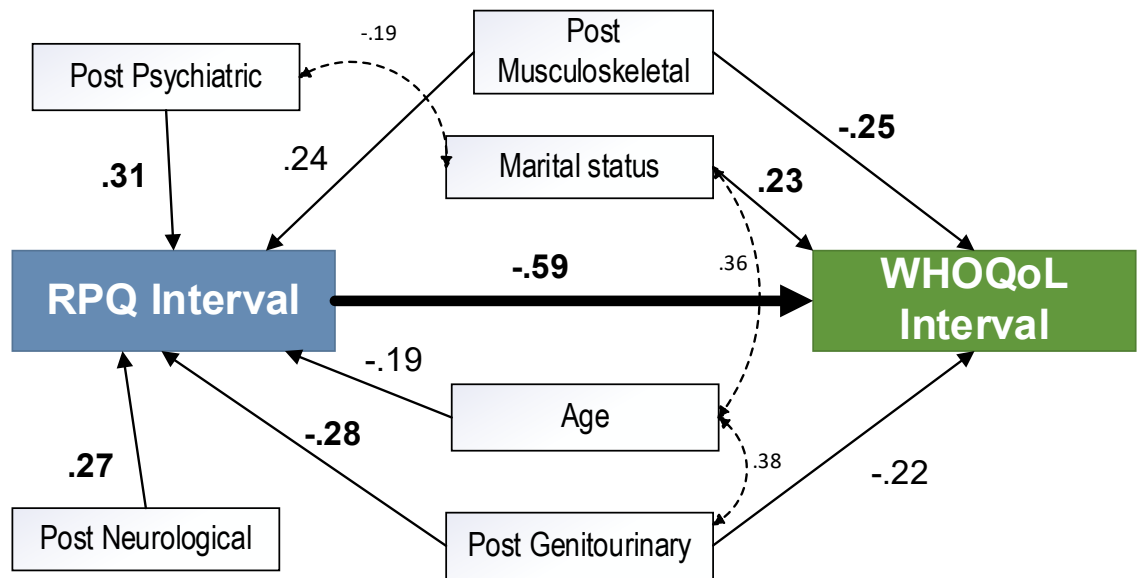 -.19
Post
Musculoskeletal
Post Psychiatric
-.25
.24
Marital status
.31
.23
-.59
.36
RPQ Interval
WHOQoL
Interval
-.19
Age
-.28
.38
.27
-.22
Post Neurological
Post Genitourinary